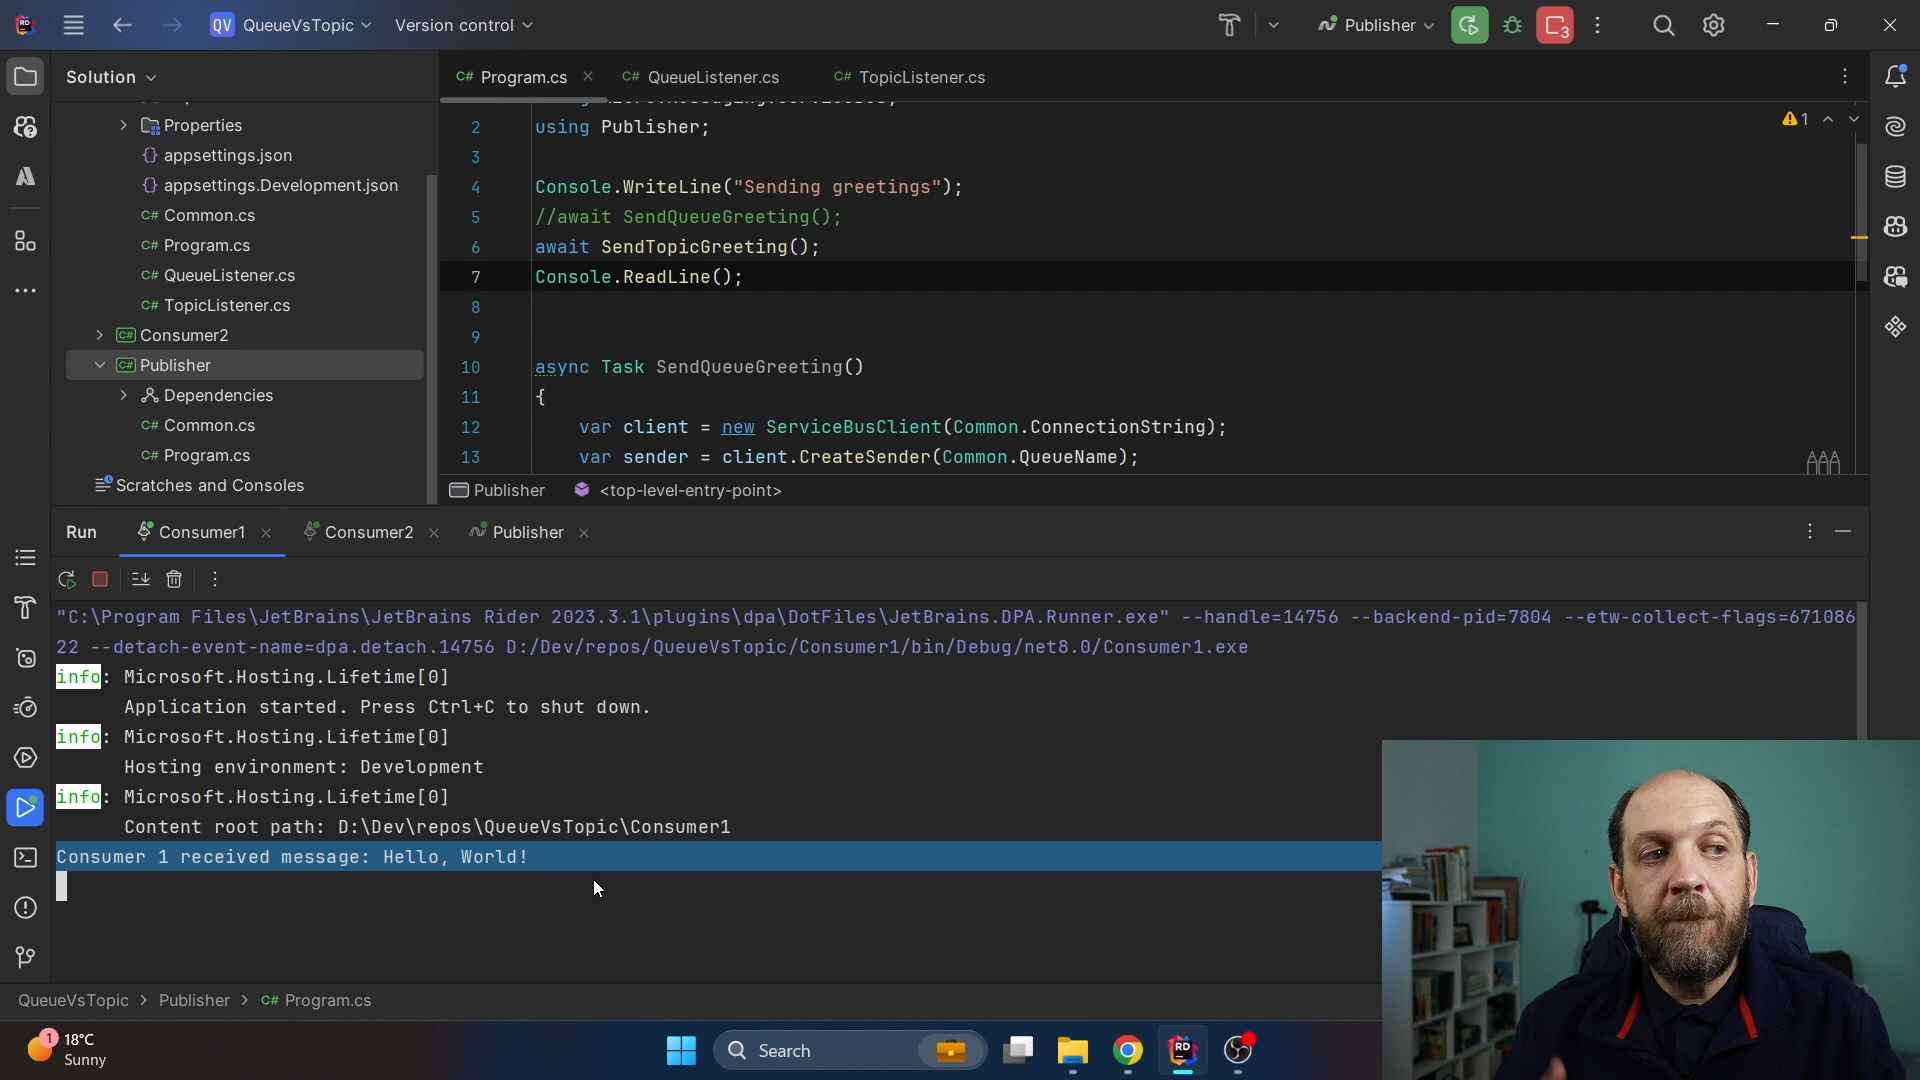 QV QueueVsTopic Version control Publisher 3
Solution
C# Program.cs C# QueueListener.cs C# TopicListener.cs
Properties
{} appsettings.json
{} appsettings.Development.json
C# Common.cs
C# Program.cs
C# QueueListener.cs
C# TopicListener.cs
C# Consumer2
C# Publisher
Dependencies
C# Common.cs
C# Program.cs
Scratches and Consoles
1
2 using Publisher;
3
4 Console.WriteLine("Sending greetings");
5 //await SendQueueGreeting();
6 await SendTopicGreeting();
7 Console.ReadLine();
8
9
10 async Task SendQueueGreeting()
11 {
12 var client = new ServiceBusClient(Common.ConnectionString);
13 var sender = client.CreateSender(Common.QueueName);
Publisher <top-level-entry-point>
Run Consumer1 Consumer2 Publisher
"C:\Program Files\JetBrains\JetBrains Rider 2023.3.1\plugins\dpa\DotFiles\JetBrains.DPA.Runner.exe" --handle=14756 --backend-pid=7804 --etw-collect-flags=671086
22 --detach-event-name=dpa.detach.14756 D:/Dev/repos/QueueVsTopic/Consumer1/bin/Debug/net8.0/Consumer1.exe
info: Microsoft.Hosting.Lifetime[0]
Application started. Press Ctrl+C to shut down.
info: Microsoft.Hosting.Lifetime[0]
Hosting environment: Development
info: Microsoft.Hosting.Lifetime[0]
Content root path: D:\Dev\repos\QueueVsTopic\Consumer1
Consumer 1 received message: Hello, World!
QueueVsTopic > Publisher > C# Program.cs
1 18°C
Sunny
Search
RD